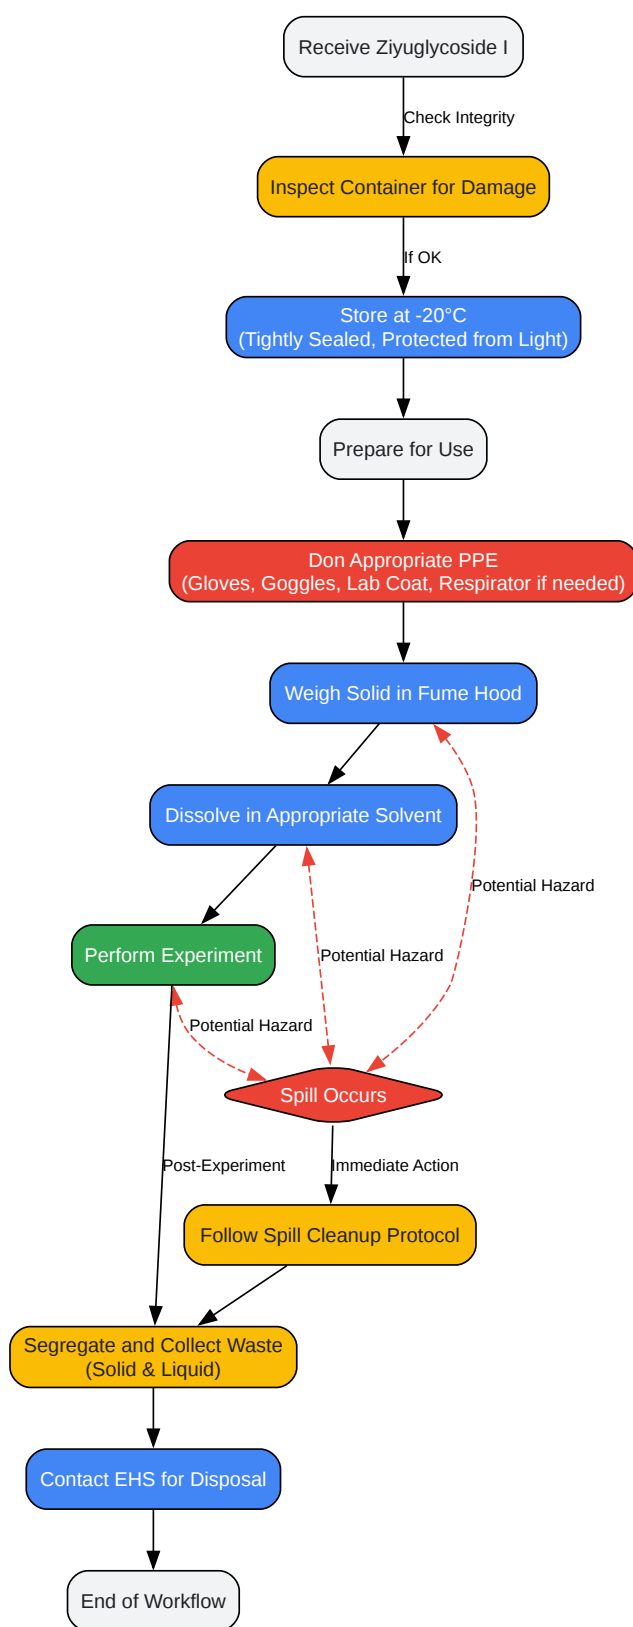 Receive Ziyuglycoside I
Check Integrity
Inspect Container for Damage
If OK
Store at -20°C
(Tightly Sealed, Protected from Light)
Prepare for Use
Don Appropriate PPE
(Gloves, Goggles, Lab Coat, Respirator if needed)
Weigh Solid in Fume Hood
Dissolve in Appropriate Solvent
Potential Hazard
Perform Experiment
Potential Hazard
Potential Hazard
Spill Occurs
Post-Experiment
Immediate Action
Follow Spill Cleanup Protocol
Segregate and Collect Waste
(Solid & Liquid)
Contact EHS for Disposal
End of Workflow